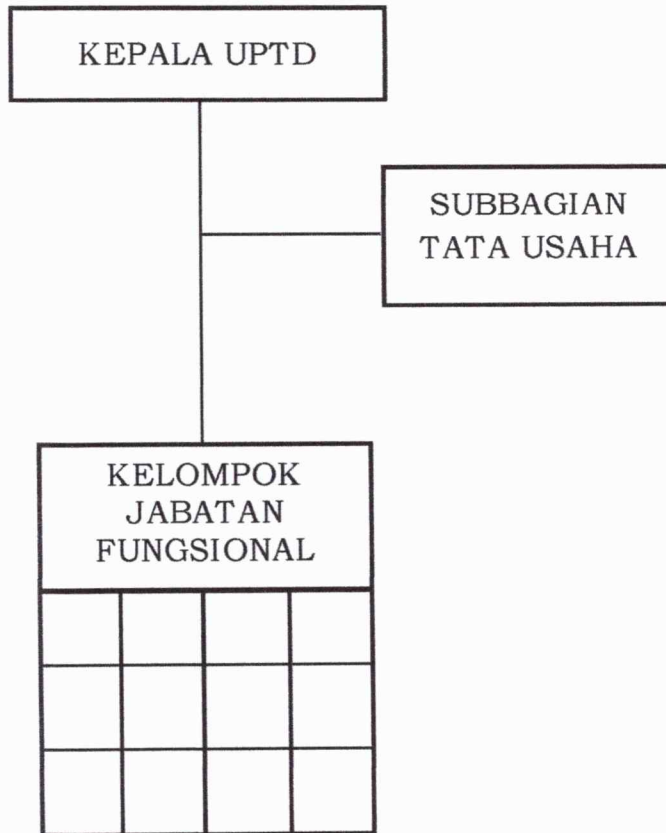 KEPALA UPTD
SUBBAGIAN
TATA USAHA
KELOMPOK
JABATAN
FUNGSIONAL